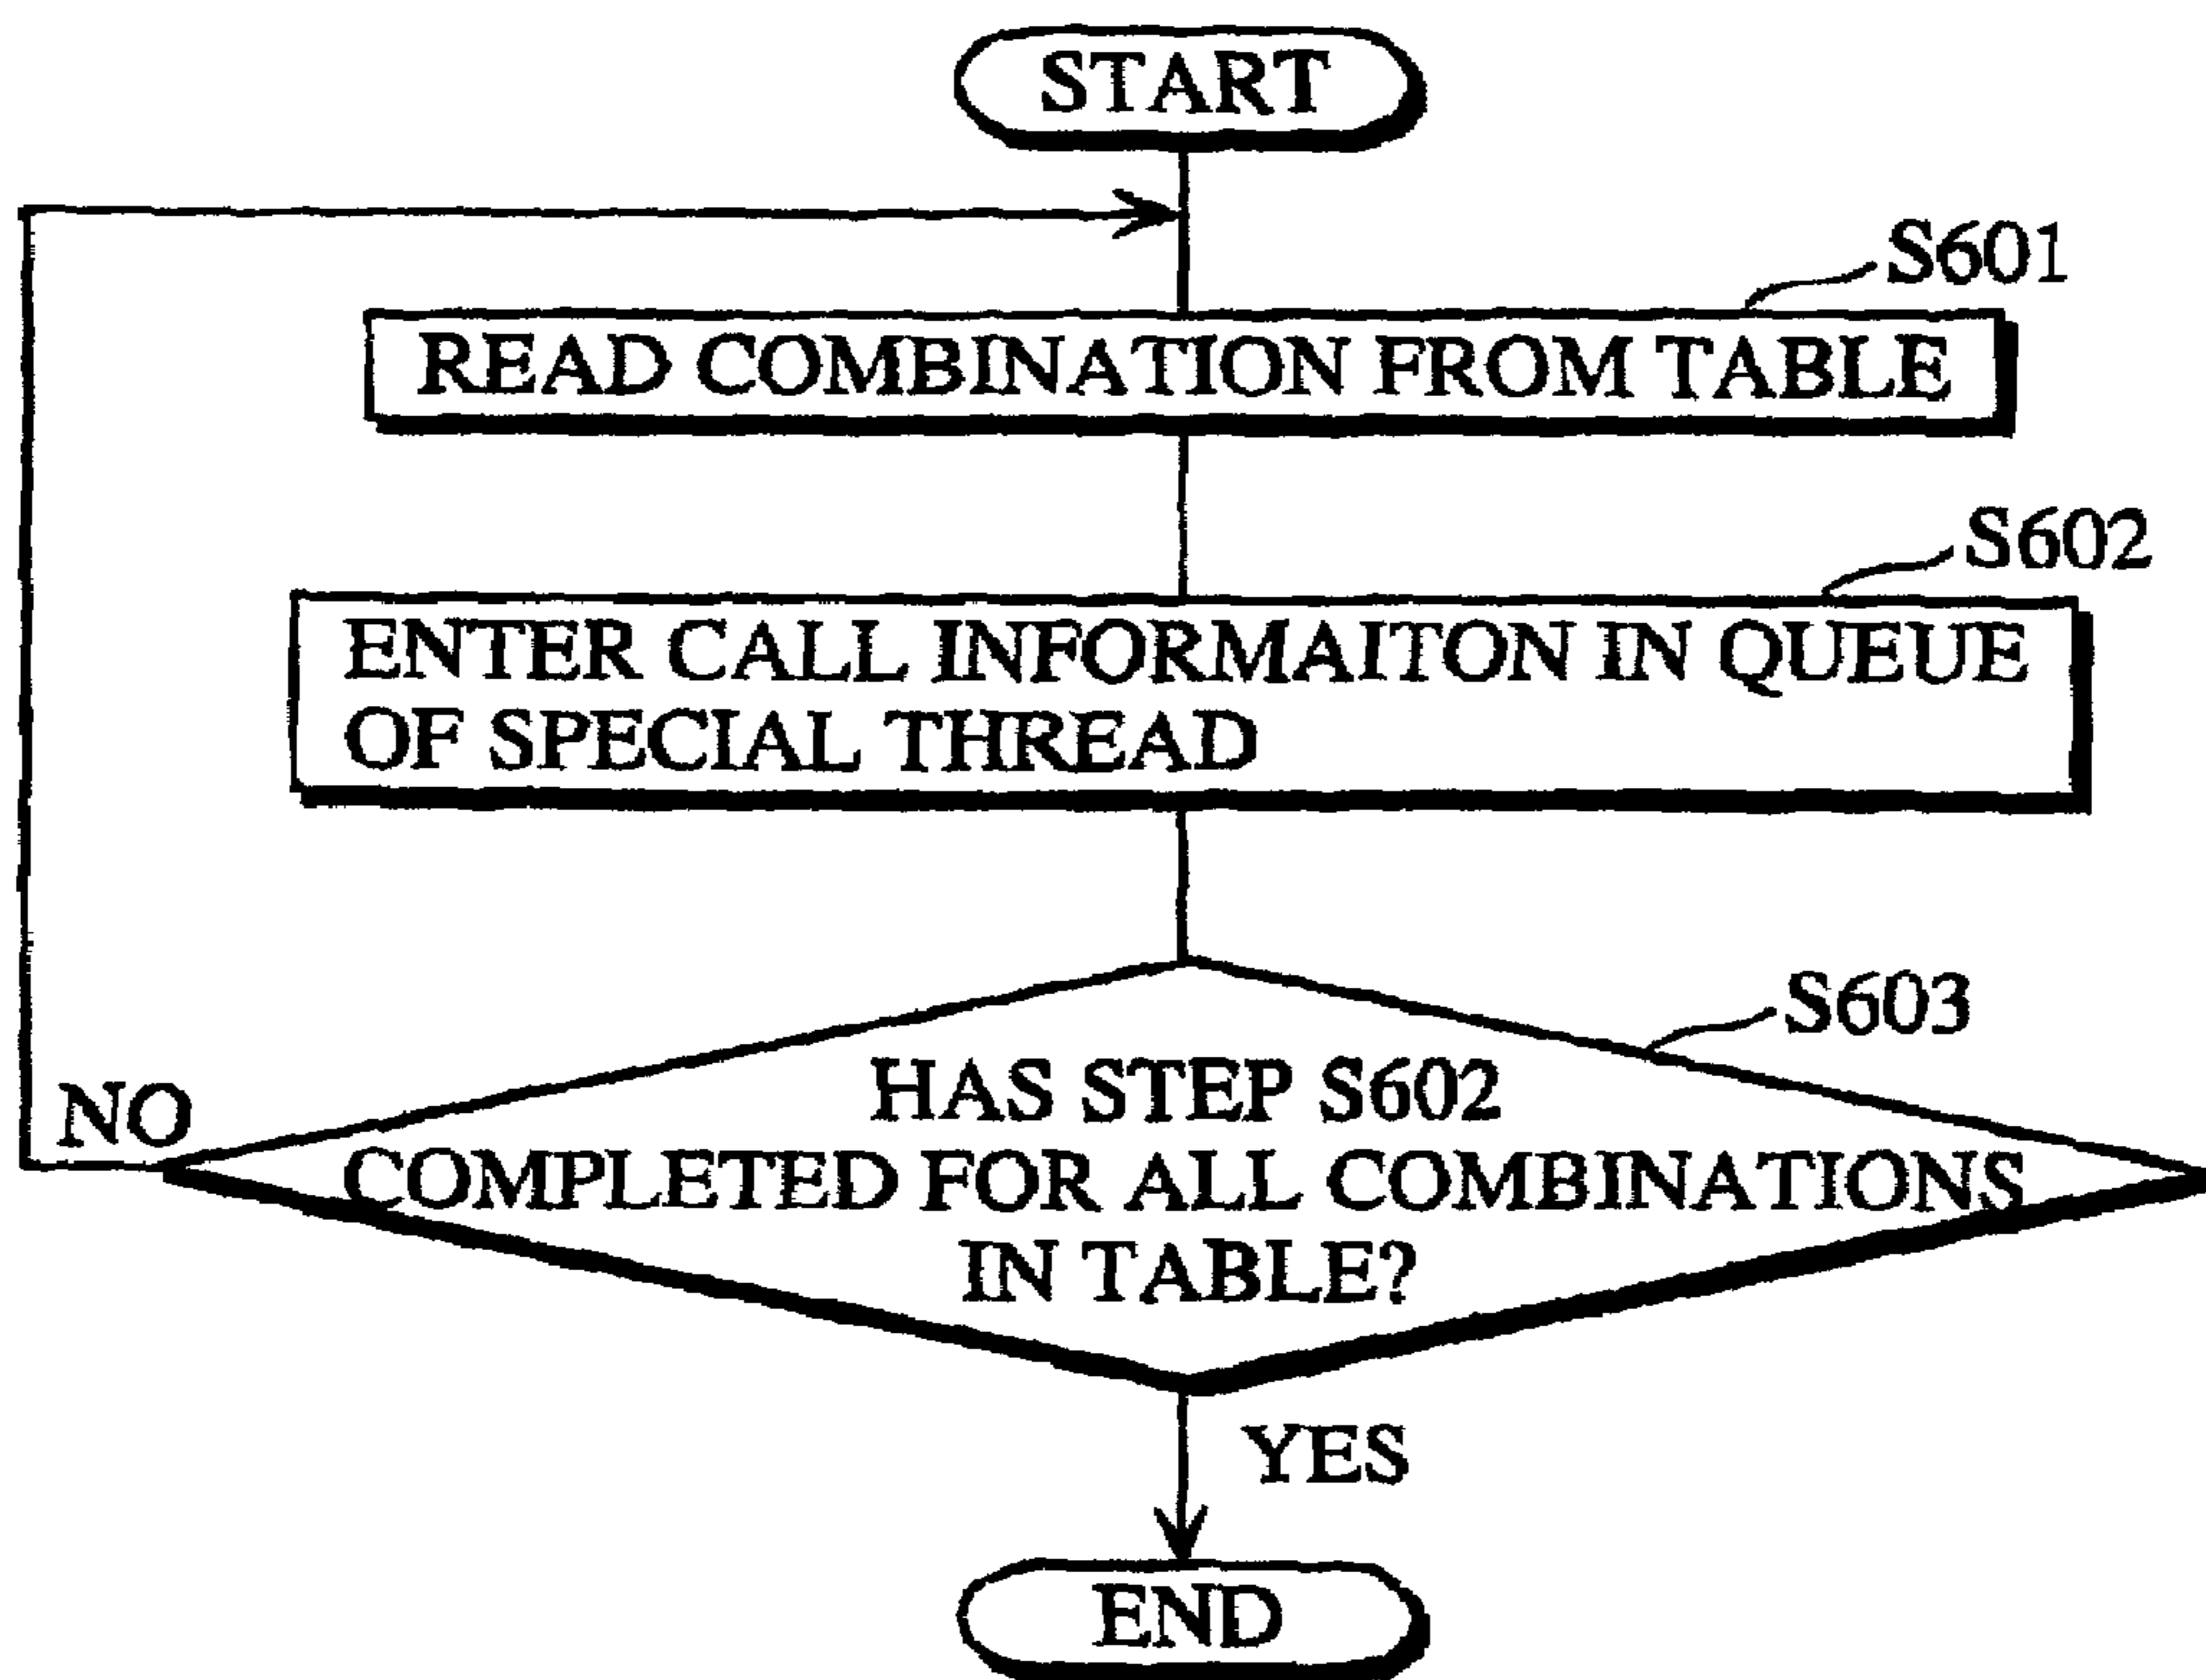 START
S601
READ COMBINATION FROM TABLE
S602
ENTER CALL INFORMAITON IN QUEUE
OF SPECIAL THREAD
S603
HAS STEP S602
COMPLETED FOR ALL COMBINATIONS
IN TABLE?
NO
YES
END